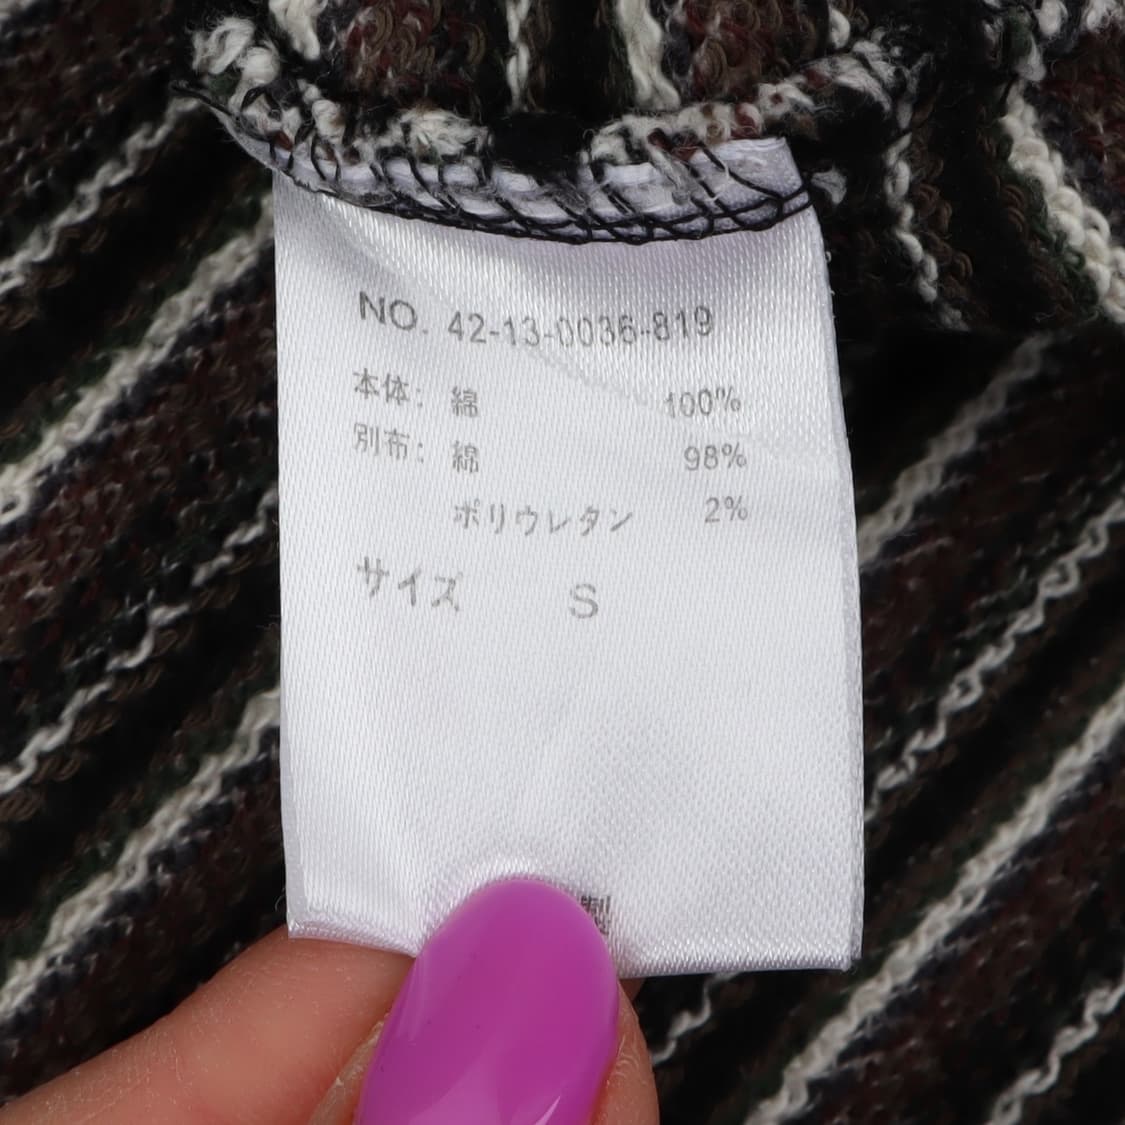 NO. 42-13-0036-819
本体: 綿 100%
別布: 綿 98%
ポリウレタン 2%
サイズ S
製